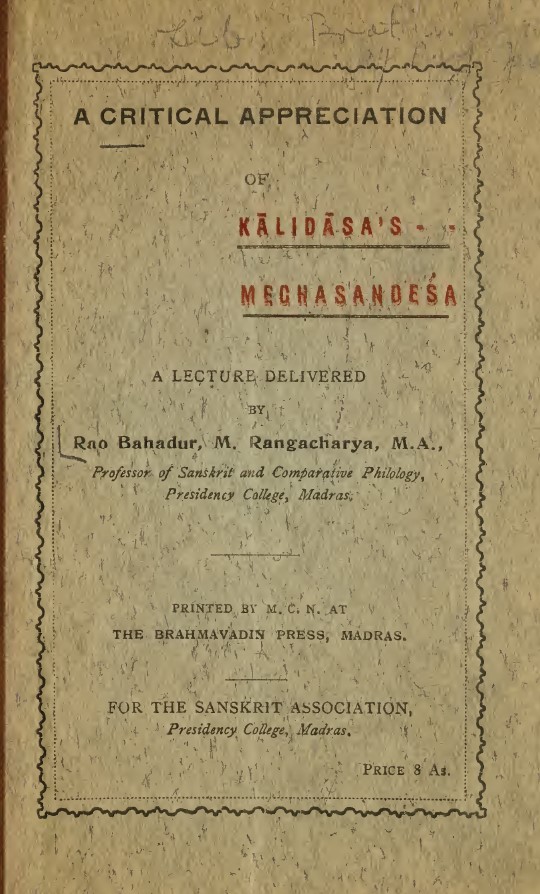 A CRITICAL APPRECIATION
OF
KĀLIDĀSA'S - -
MEGHASANDEŚA
A LECTURE DELIVERED
BY
Rao Bahadur, M. Rangacharya, M.A.,
Professor of Sanskrit and Comparative Philology,
Presidency College, Madras.
PRINTED BY M. C. N. AT
THE BRAHMAVADIN PRESS, MADRAS.
FOR THE SANSKRIT ASSOCIATION,
Presidency College, Madras.
PRICE 8 As.